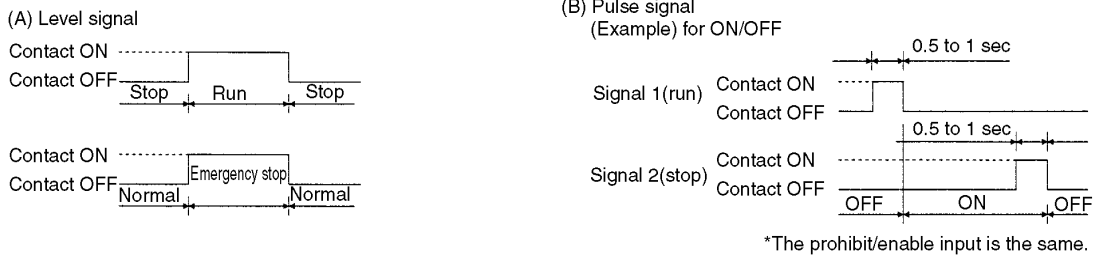 (A) Level signal
Contact ON
Contact OFF
Stop Run Stop
Contact ON
Contact OFF
Emergency stop
Normal Normal
(B) Pulse signal
(Example) for ON/OFF
0.5 to 1 sec
Signal 1(run)
Contact ON
Contact OFF
0.5 to 1 sec
Signal 2(stop)
Contact ON
Contact OFF
OFF ON OFF
*The prohibit/enable input is the same.